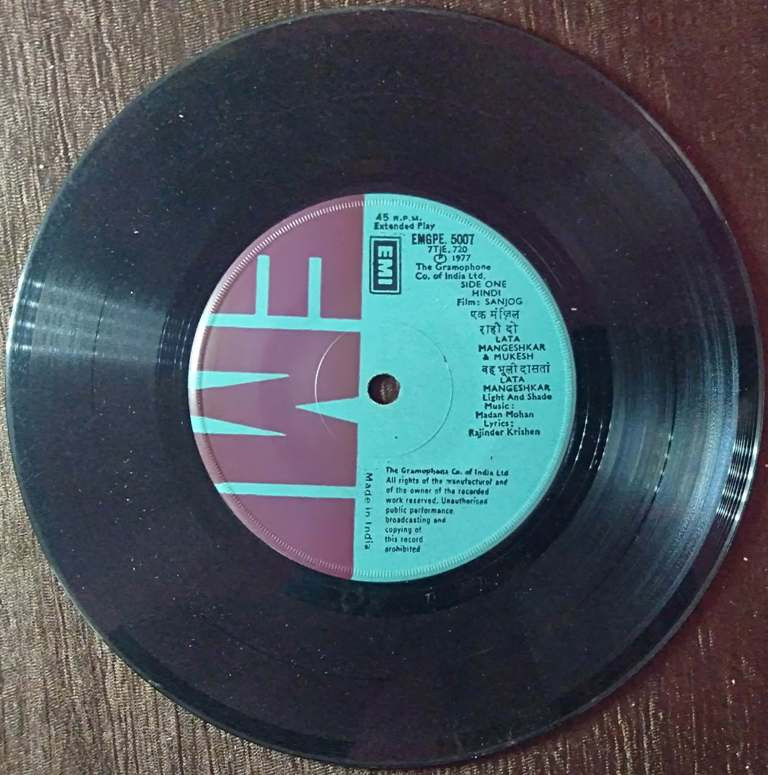 45 R.P.M.
Extended Play
EMI
EMGPE. 5007
7TJE. 720
Ⓟ 1977
The Gramophone
Co. of India Ltd.
SIDE ONE
HINDI
Film: SANJOG
एक मंज़िल
राही दो
LATA
MANGESHKAR
& MUKESH
वह भूली दासतां
LATA
MANGESHKAR
Light And Shade
Music:
Madan Mohan
Lyrics:
Rajinder Krishen
The Gramophone Co. of India Ltd
All rights of the manufacturol and
of the owner of the recorded
work reserved. Unauthorised
public performance.
broadcasting and
copying of
this record
prohibited
Made in India
EMI